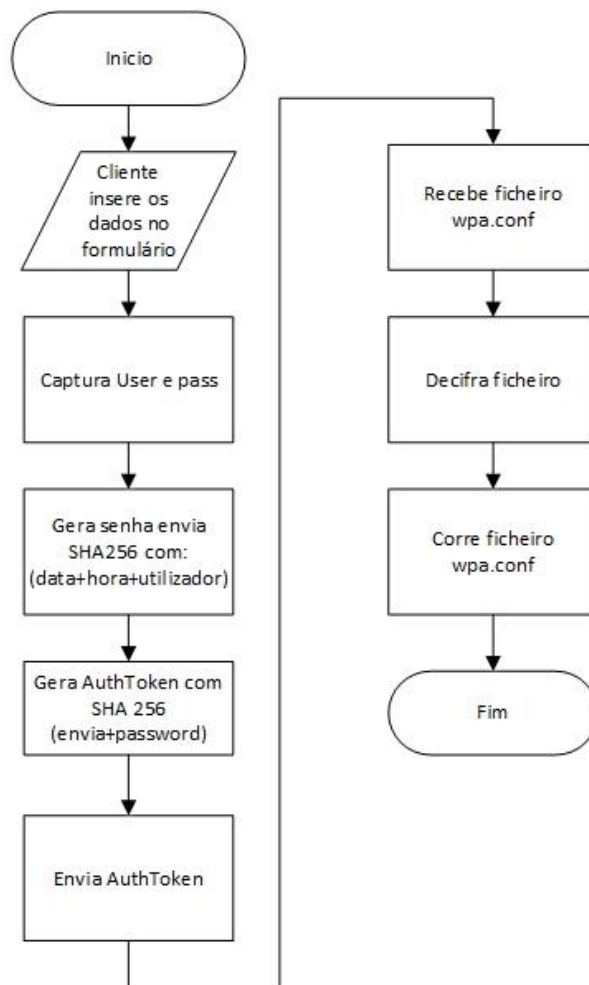 Inicio
Cliente
insere os
dados no
formulário
Captura User e pass
Gera senha envia
SHA256 com:
(data+hora+utilizador)
Gera AuthToken com
SHA 256
(envia+password)
Envia AuthToken
Recebe ficheiro
wpa.conf
Decifra ficheiro
Corre ficheiro
wpa.conf
Fim